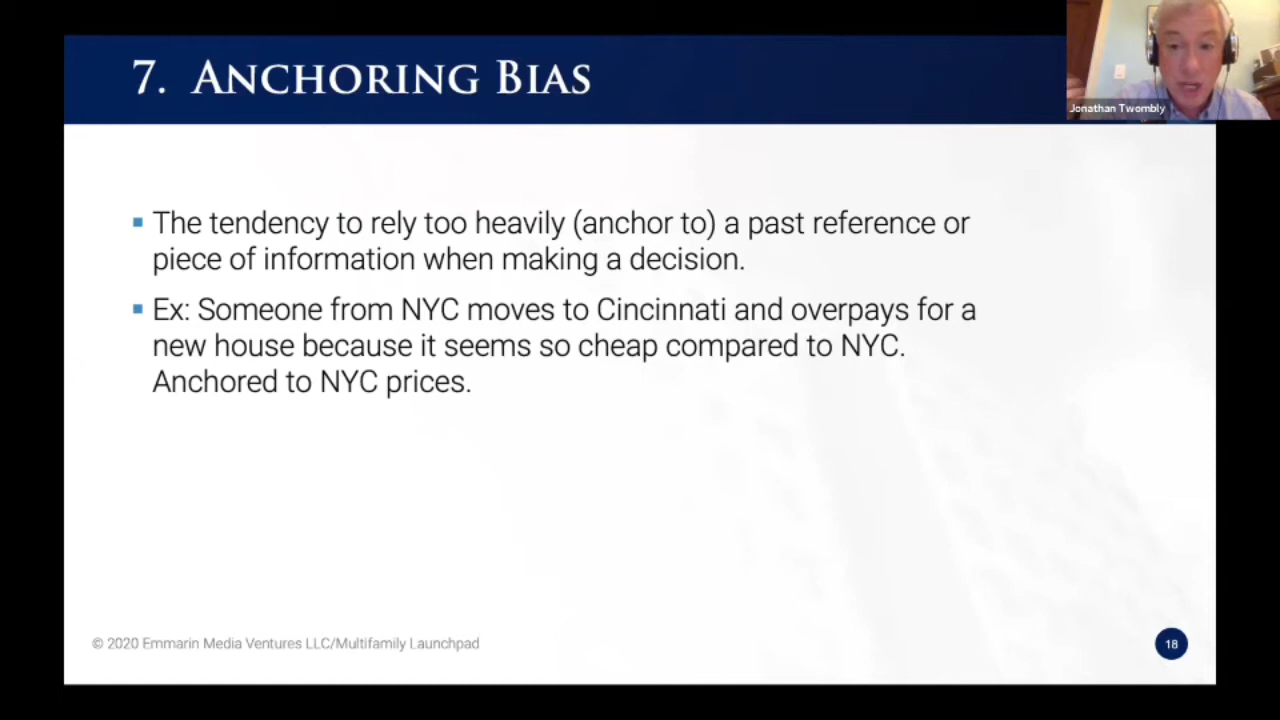 7. Anchoring Bias
Jonathan Twombly
The tendency to rely too heavily (anchor to) a past reference or
piece of information when making a decision.
Ex: Someone from NYC moves to Cincinnati and overpays for a
new house because it seems so cheap compared to NYC.
Anchored to NYC prices.
© 2020 Emmarin Media Ventures LLC/Multifamily Launchpad
18